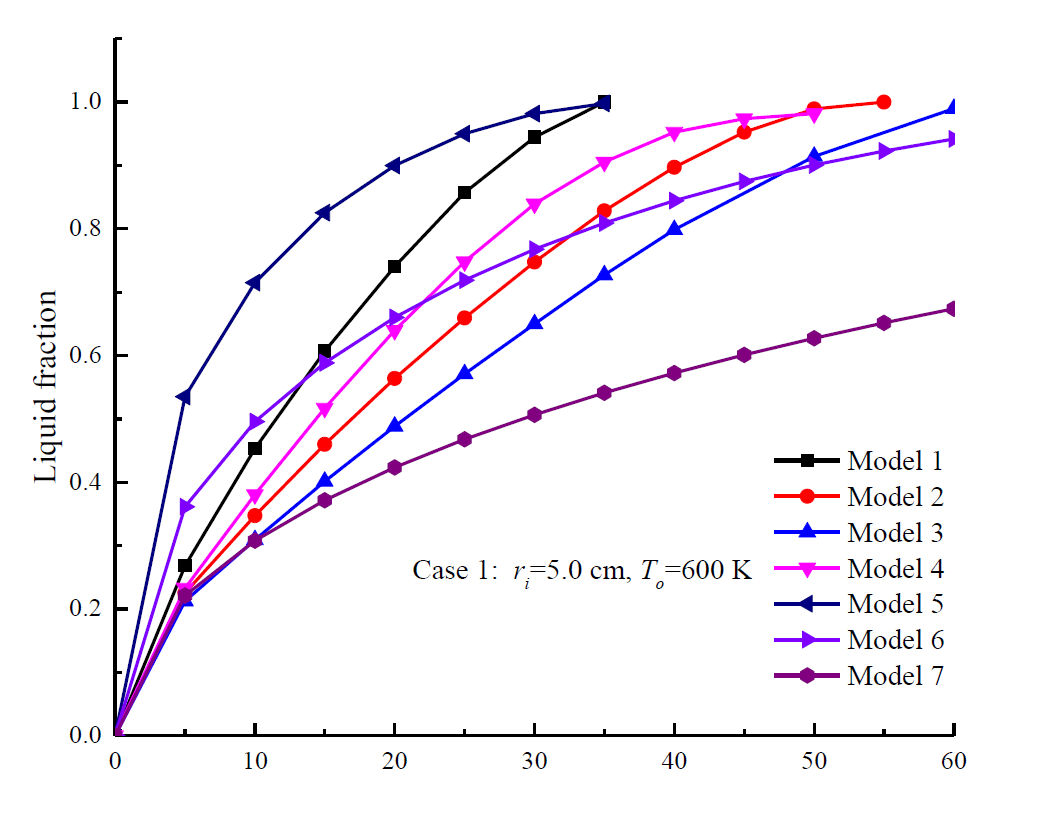 Liquid fraction
1.0
0.8
0.6
0.4
0.2
0.0
0 10 20 30 40 50 60
Case 1: rᵢ=5.0 cm, Tₒ=600 K
Model 1
Model 2
Model 3
Model 4
Model 5
Model 6
Model 7